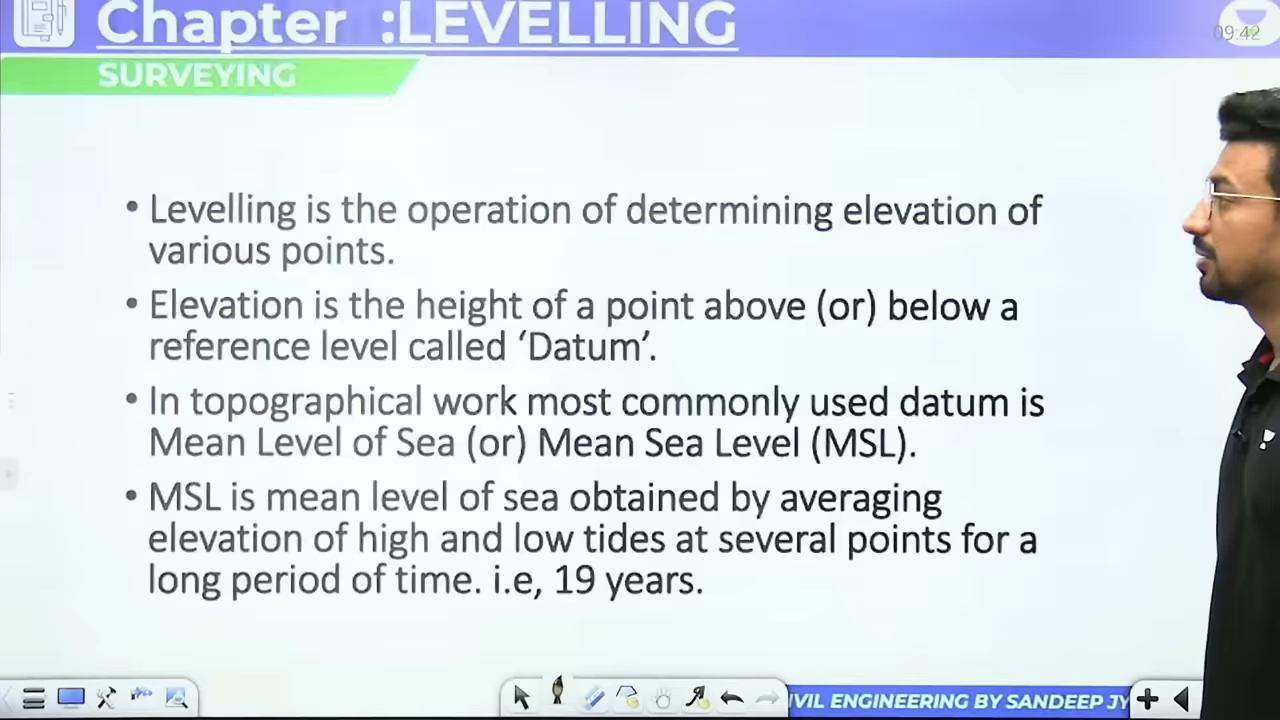 Chapter :LEVELLING
09:42
SURVEYING
• Levelling is the operation of determining elevation of
various points.
• Elevation is the height of a point above (or) below a
reference level called ‘Datum’.
• In topographical work most commonly used datum is
Mean Level of Sea (or) Mean Sea Level (MSL).
• MSL is mean level of sea obtained by averaging
elevation of high and low tides at several points for a
long period of time. i.e, 19 years.
IVIL ENGINEERING BY SANDEEP JY